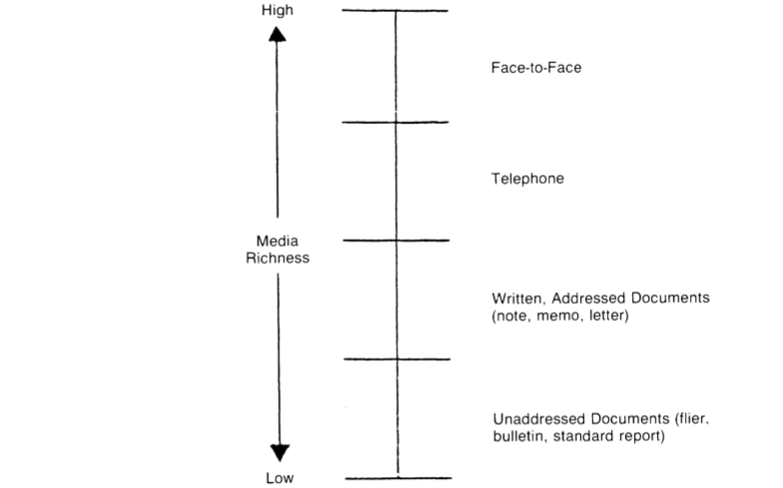 High
Face-to-Face
Telephone
Media
Richness
Written, Addressed Documents
(note, memo, letter)
Unaddressed Documents (flier,
bulletin, standard report)
Low